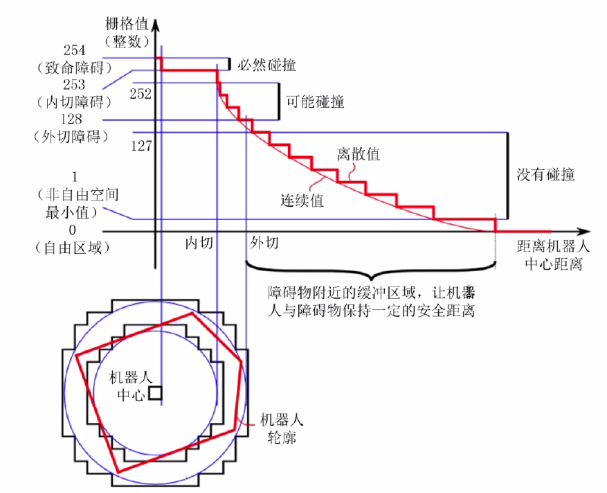 栅格值
(整数)
254
(致命障碍)
253
(内切障碍)
128
(外切障碍)
1
(非自由空间
最小值)
0
(自由区域)
252
127
必然碰撞
可能碰撞
没有碰撞
离散值
连续值
内切
外切
距离机器人
中心距离
障碍物附近的缓冲区域，让机器
人与障碍物保持一定的安全距离
机器人
中心
机器人
轮廓